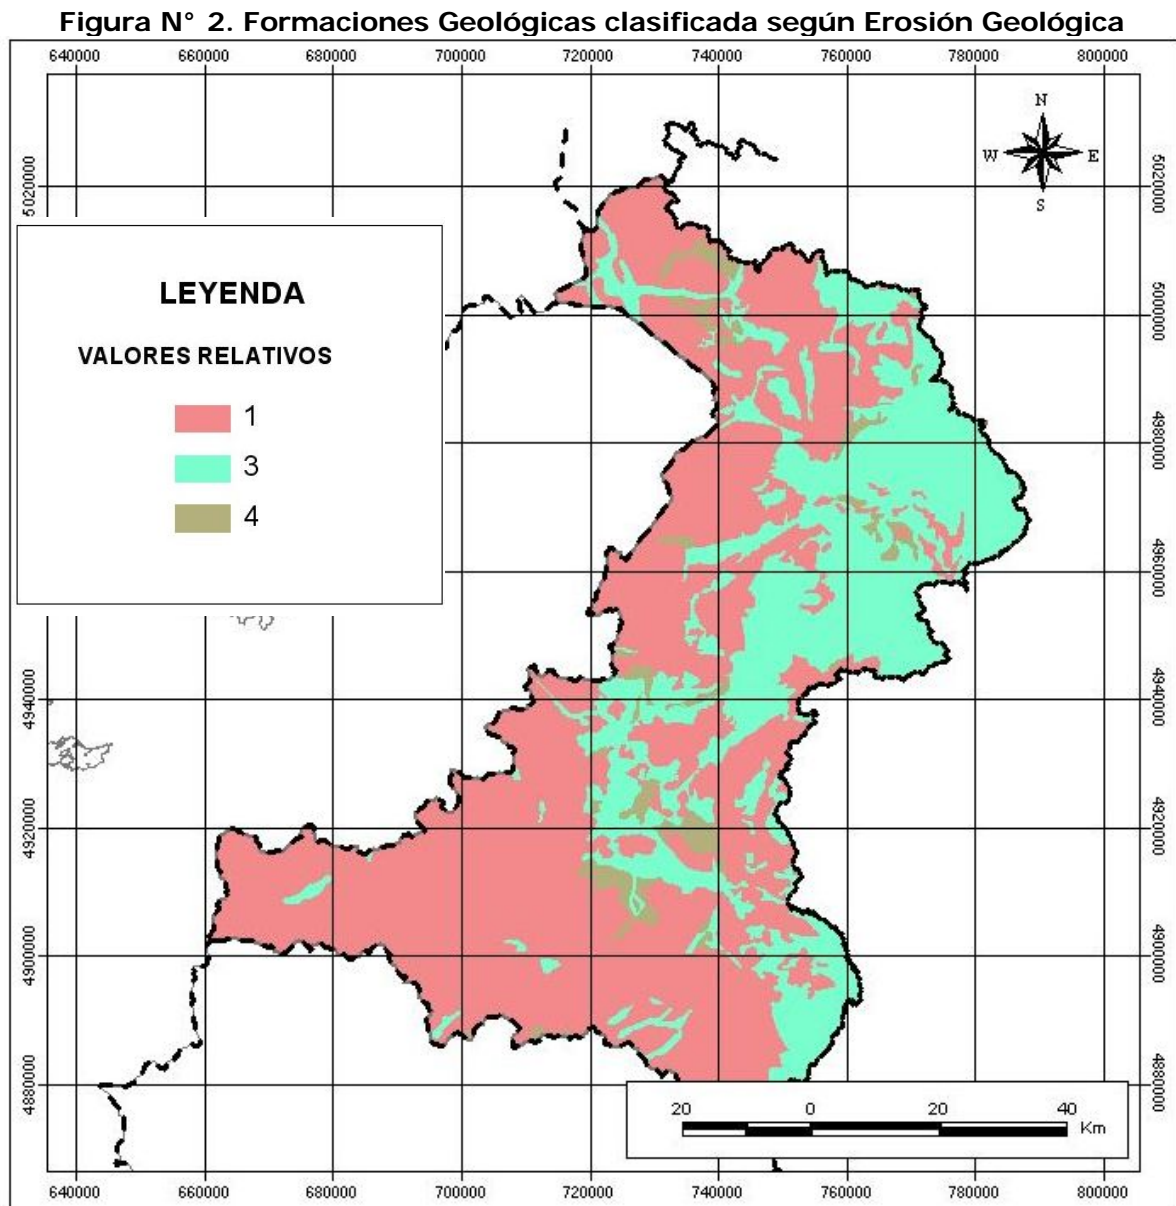 Figura N° 2. Formaciones Geológicas clasificada según Erosión Geológica
640000 660000 680000 700000 720000 740000 760000 780000 800000
N
W E
S
5020000 5020000
5000000
4980000 4980000
4960000 4960000
4940000 4940000
4920000 4920000
4900000 4900000
4880000 4880000
LEYENDA
VALORES RELATIVOS
1
3
4
20 0 20 40
Km
640000 660000 680000 700000 720000 740000 760000 780000 800000